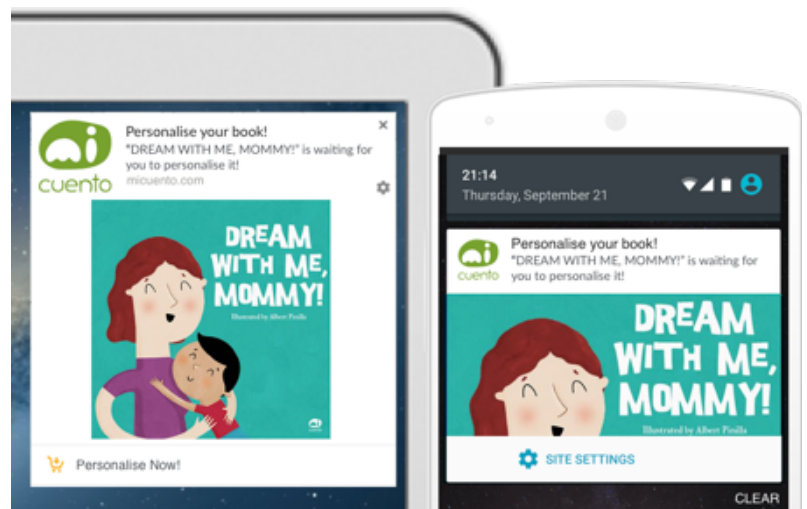 mi
cuento
Personalise your book!
"DREAM WITH ME, MOMMY!" is waiting for
you to personalise it!
micuento.com
DREAM
WITH ME,
MOMMY!
Illustrated by Albert Pinilla
mi
Personalise Now!
21:14
Thursday, September 21
mi
cuento
Personalise your book!
"DREAM WITH ME, MOMMY!" is waiting for
you to personalise it!
DREAM
WITH ME,
MOMMY!
Illustrated by Albert Pinilla
SITE SETTINGS
CLEAR